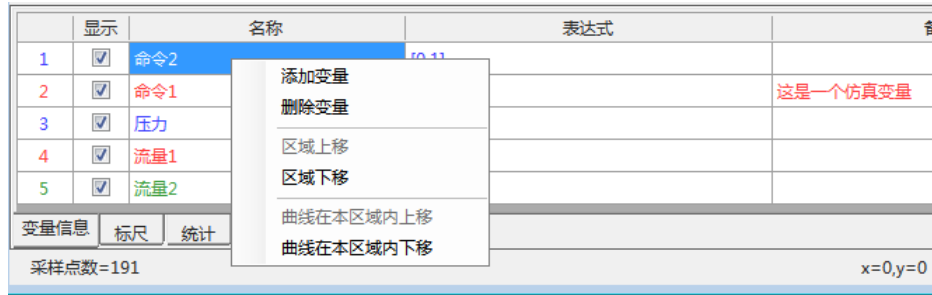 显示 名称 表达式
1 命令2 [0,1]
添加变量
2 命令1 这是一个仿真变量
删除变量
3 压力
区域上移
4 流量1
区域下移
5 流量2
曲线在本区域内上移
变量信息 标尺 统计
曲线在本区域内下移
采样点数=191 x=0,y=0